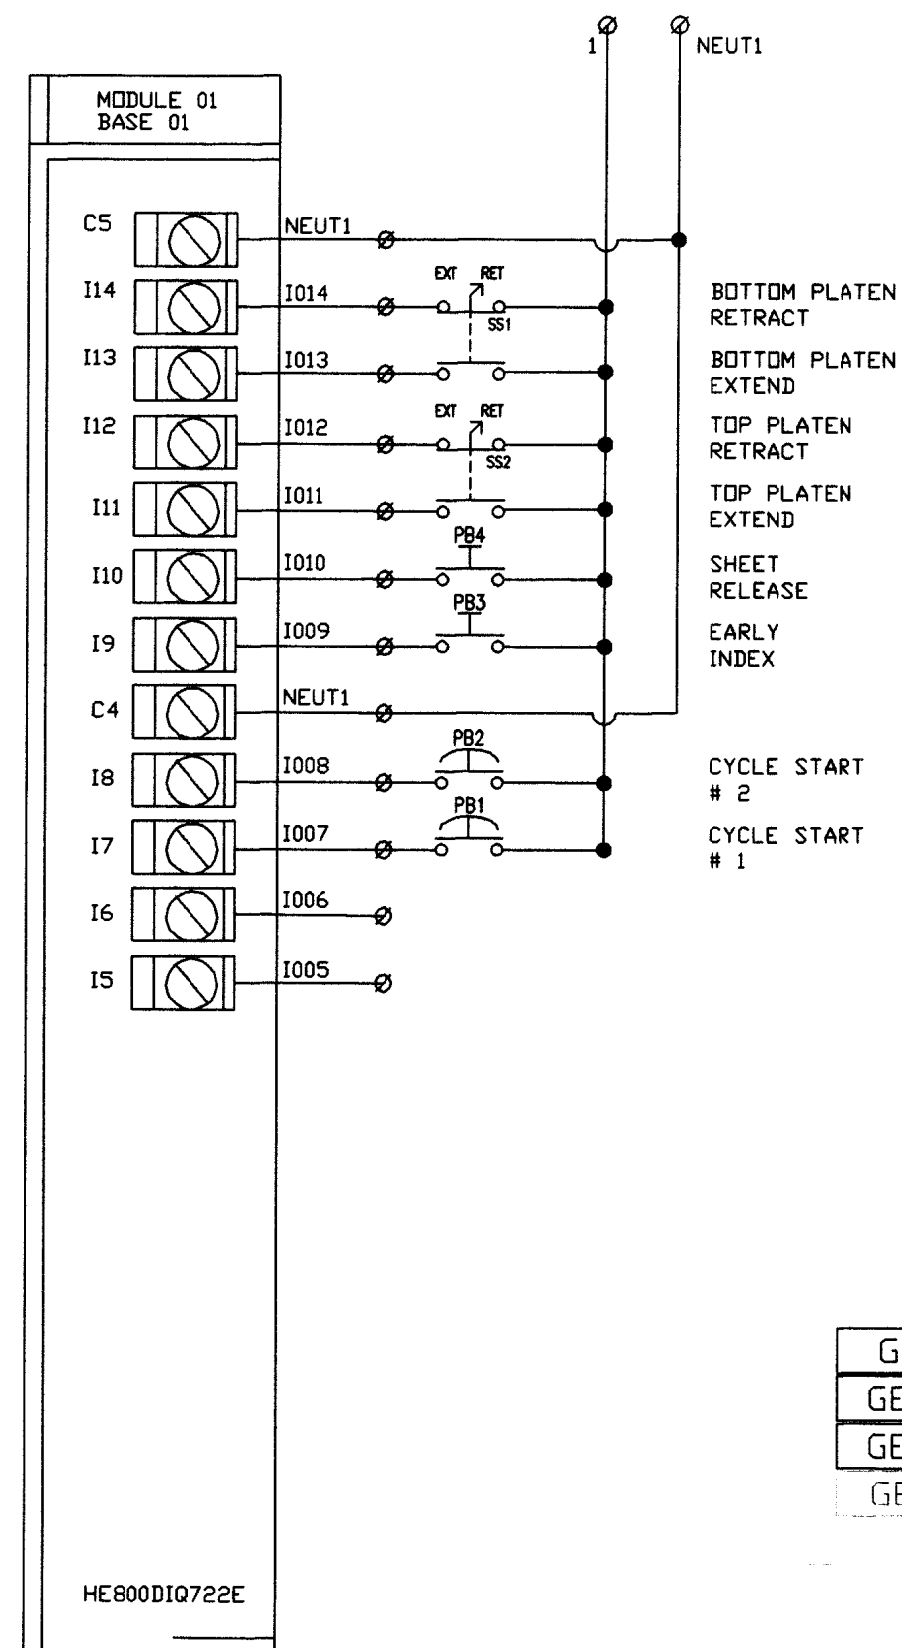 1
NEUT1
MODULE 01
BASE 01
C5
NEUT1
I14
I014
EXT RET
SS1
BOTTOM PLATEN
RETRACT
I13
I013
BOTTOM PLATEN
EXTEND
I12
I012
EXT RET
SS2
TOP PLATEN
RETRACT
I11
I011
TOP PLATEN
EXTEND
I10
I010
PB4
SHEET
RELEASE
I9
I009
PB3
EARLY
INDEX
C4
NEUT1
I8
I008
PB2
CYCLE START
# 2
I7
I007
PB1
CYCLE START
# 1
I6
I006
I5
I005
G
GE
GE
GE
HE800DIQ722E